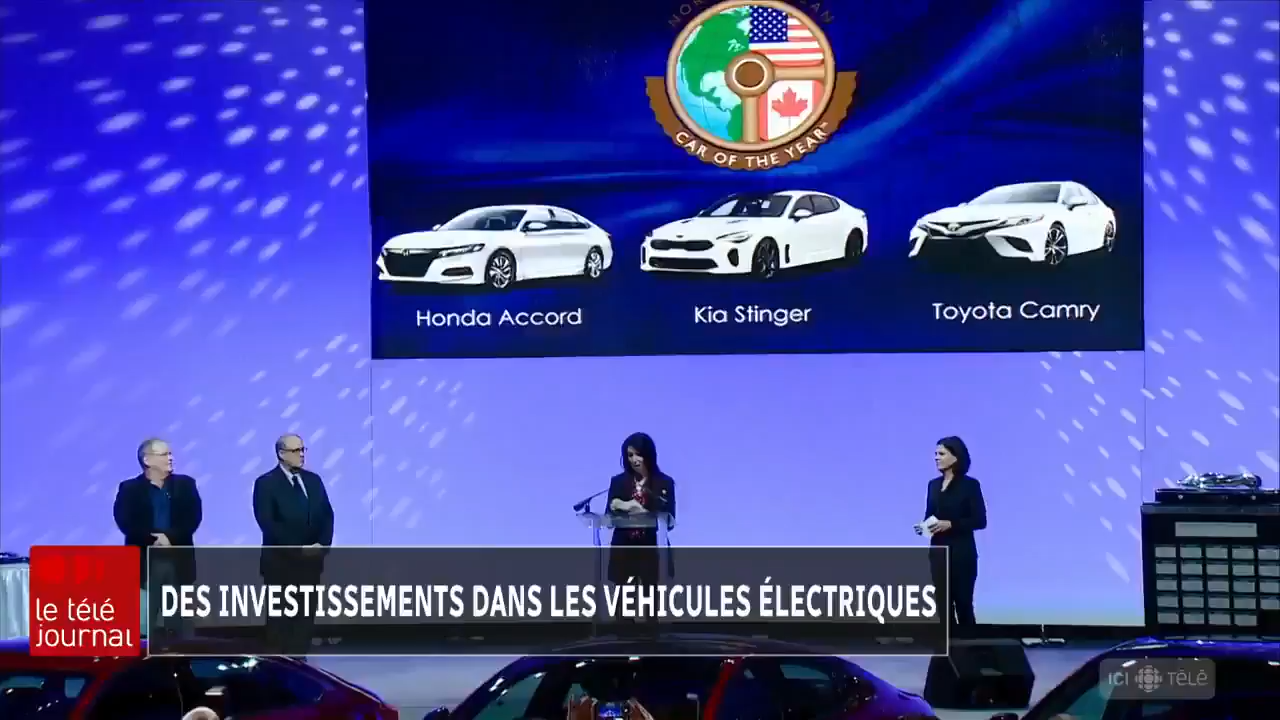 CAR OF THE YEAR
Honda Accord
Kia Stinger
Toyota Camry
le télé
journal
DES INVESTISSEMENTS DANS LES VÉHICULES ÉLECTRIQUES
ICI TÉLÉ